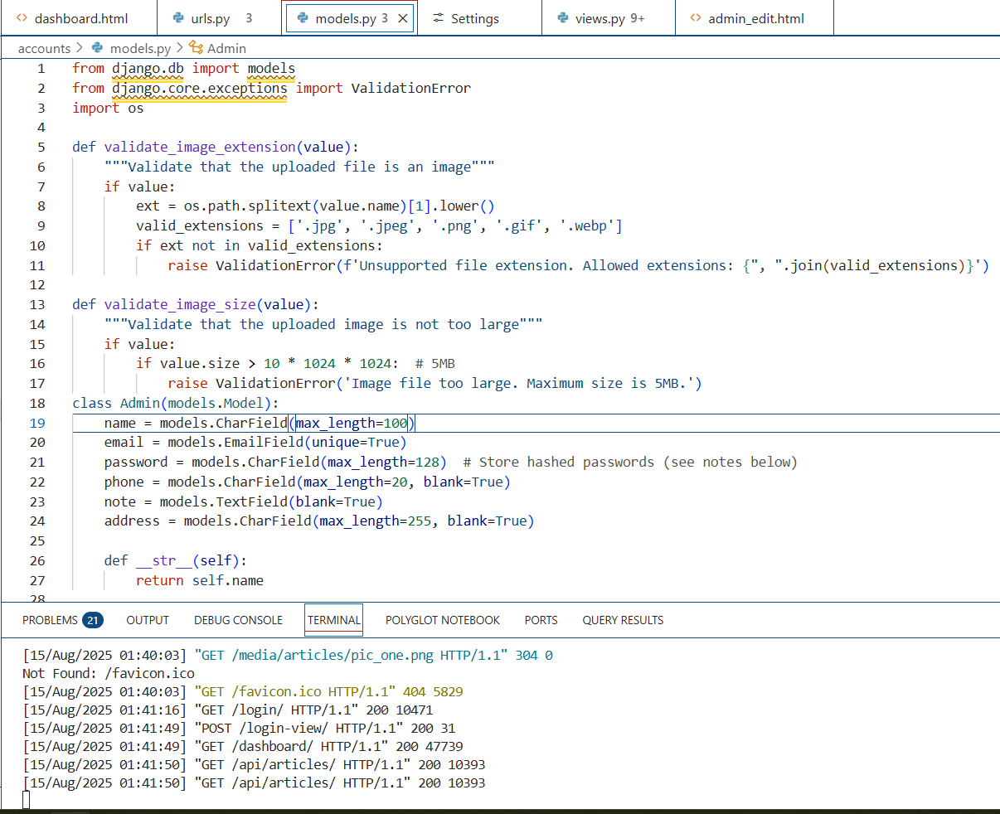 dashboard.html urls.py 3 models.py 3 Settings views.py 9+ admin_edit.html
accounts > models.py > Admin
1 from django.db import models
2 from django.core.exceptions import ValidationError
3 import os
4
5 def validate_image_extension(value):
6     """Validate that the uploaded file is an image"""
7     if value:
8         ext = os.path.splitext(value.name)[1].lower()
9         valid_extensions = ['.jpg', '.jpeg', '.png', '.gif', '.webp']
10         if ext not in valid_extensions:
11             raise ValidationError(f'Unsupported file extension. Allowed extensions: {", ".join(valid_extensions)}')
12
13 def validate_image_size(value):
14     """Validate that the uploaded image is not too large"""
15     if value:
16         if value.size > 10 * 1024 * 1024:  # 5MB
17             raise ValidationError('Image file too large. Maximum size is 5MB.')
18 class Admin(models.Model):
19     name = models.CharField(max_length=100)
20     email = models.EmailField(unique=True)
21     password = models.CharField(max_length=128)  # Store hashed passwords (see notes below)
22     phone = models.CharField(max_length=20, blank=True)
23     note = models.TextField(blank=True)
24     address = models.CharField(max_length=255, blank=True)
25
26     def __str__(self):
27         return self.name
28
PROBLEMS 21 OUTPUT DEBUG CONSOLE TERMINAL POLYGLOT NOTEBOOK PORTS QUERY RESULTS
[15/Aug/2025 01:40:03] "GET /media/articles/pic_one.png HTTP/1.1" 304 0
Not Found: /favicon.ico
[15/Aug/2025 01:40:03] "GET /favicon.ico HTTP/1.1" 404 5829
[15/Aug/2025 01:41:16] "GET /login/ HTTP/1.1" 200 10471
[15/Aug/2025 01:41:49] "POST /login-view/ HTTP/1.1" 200 31
[15/Aug/2025 01:41:49] "GET /dashboard/ HTTP/1.1" 200 47739
[15/Aug/2025 01:41:50] "GET /api/articles/ HTTP/1.1" 200 10393
[15/Aug/2025 01:41:50] "GET /api/articles/ HTTP/1.1" 200 10393